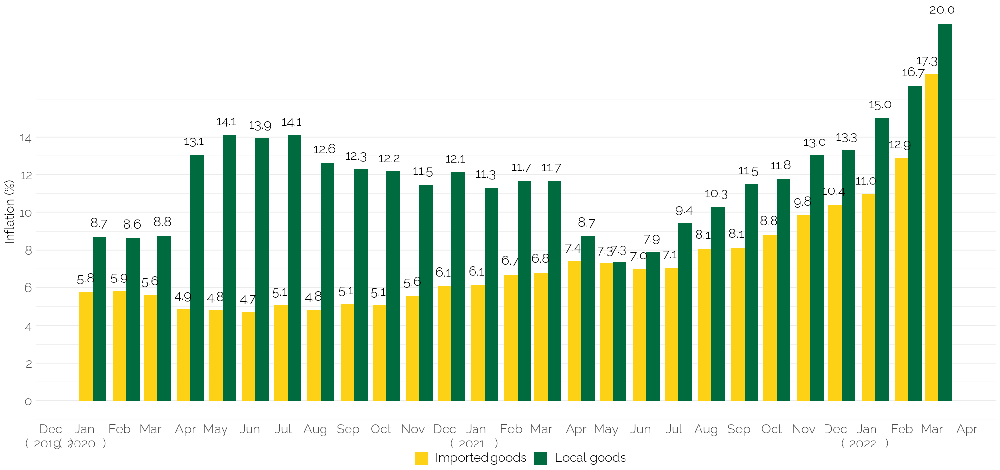 20.0
17.3
16.7
15.0
14.1 13.9 14.1
13.1 13.0 13.3 12.9
12.6 12.3 12.2 12.1 11.8
11.5 11.3 11.7 11.7 11.5 11.0
10.3 10.4
9.8
9.4
8.7 8.6 8.8 8.7 8.8
8.1 8.1
7.4 7.3 7.3 7.0 7.9 7.1
6.7 6.8
5.8 5.9 5.6 5.6 6.1 6.1
4.9 4.8 4.7 5.1 4.8 5.1 5.1
14
12
10
8
6
4
2
0
Inflation (%)
Dec Jan Feb Mar Apr May Jun Jul Aug Sep Oct Nov Dec Jan Feb Mar Apr May Jun Jul Aug Sep Oct Nov Dec Jan Feb Mar Apr
( 2019 ) ( 2020 ) ( 2021 ) ( 2022 )
Imported goods Local goods